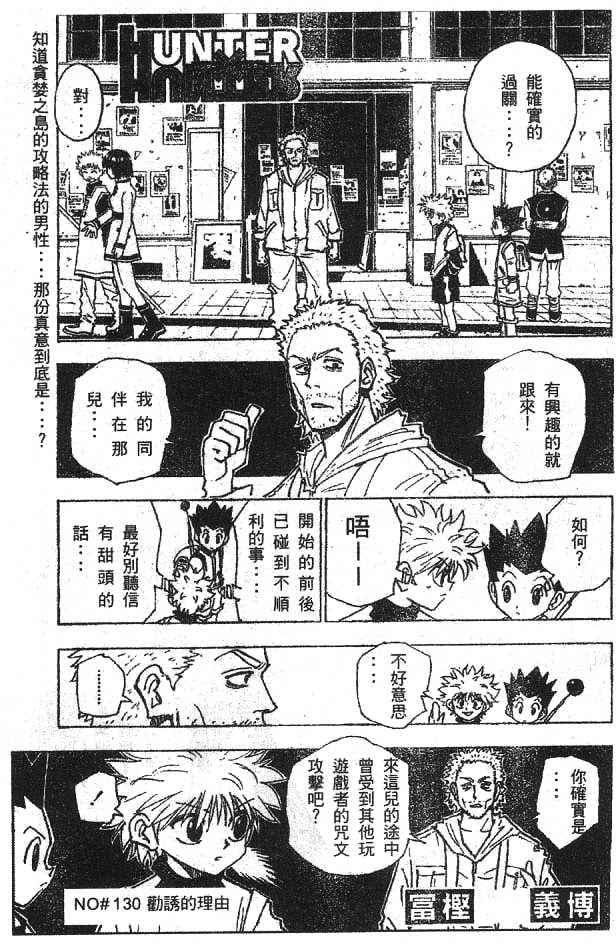 HUNTER
HUNTER
知道貪婪之島的攻略法的男性…那份真意到底是…?
能確實的
過關…?
對…
有興趣的就
跟來!
我的同
伴在那
兒…
如何?
唔——
開始的前後
已碰到不順
利的事…
最好別聽信
有甜頭的
話…
不好意思
…
………
你確實是
…
來這兒的途中
曾受到其他玩
遊戲者的咒文
攻擊吧?
!
NO#130 勸誘的理由
富樫 義博